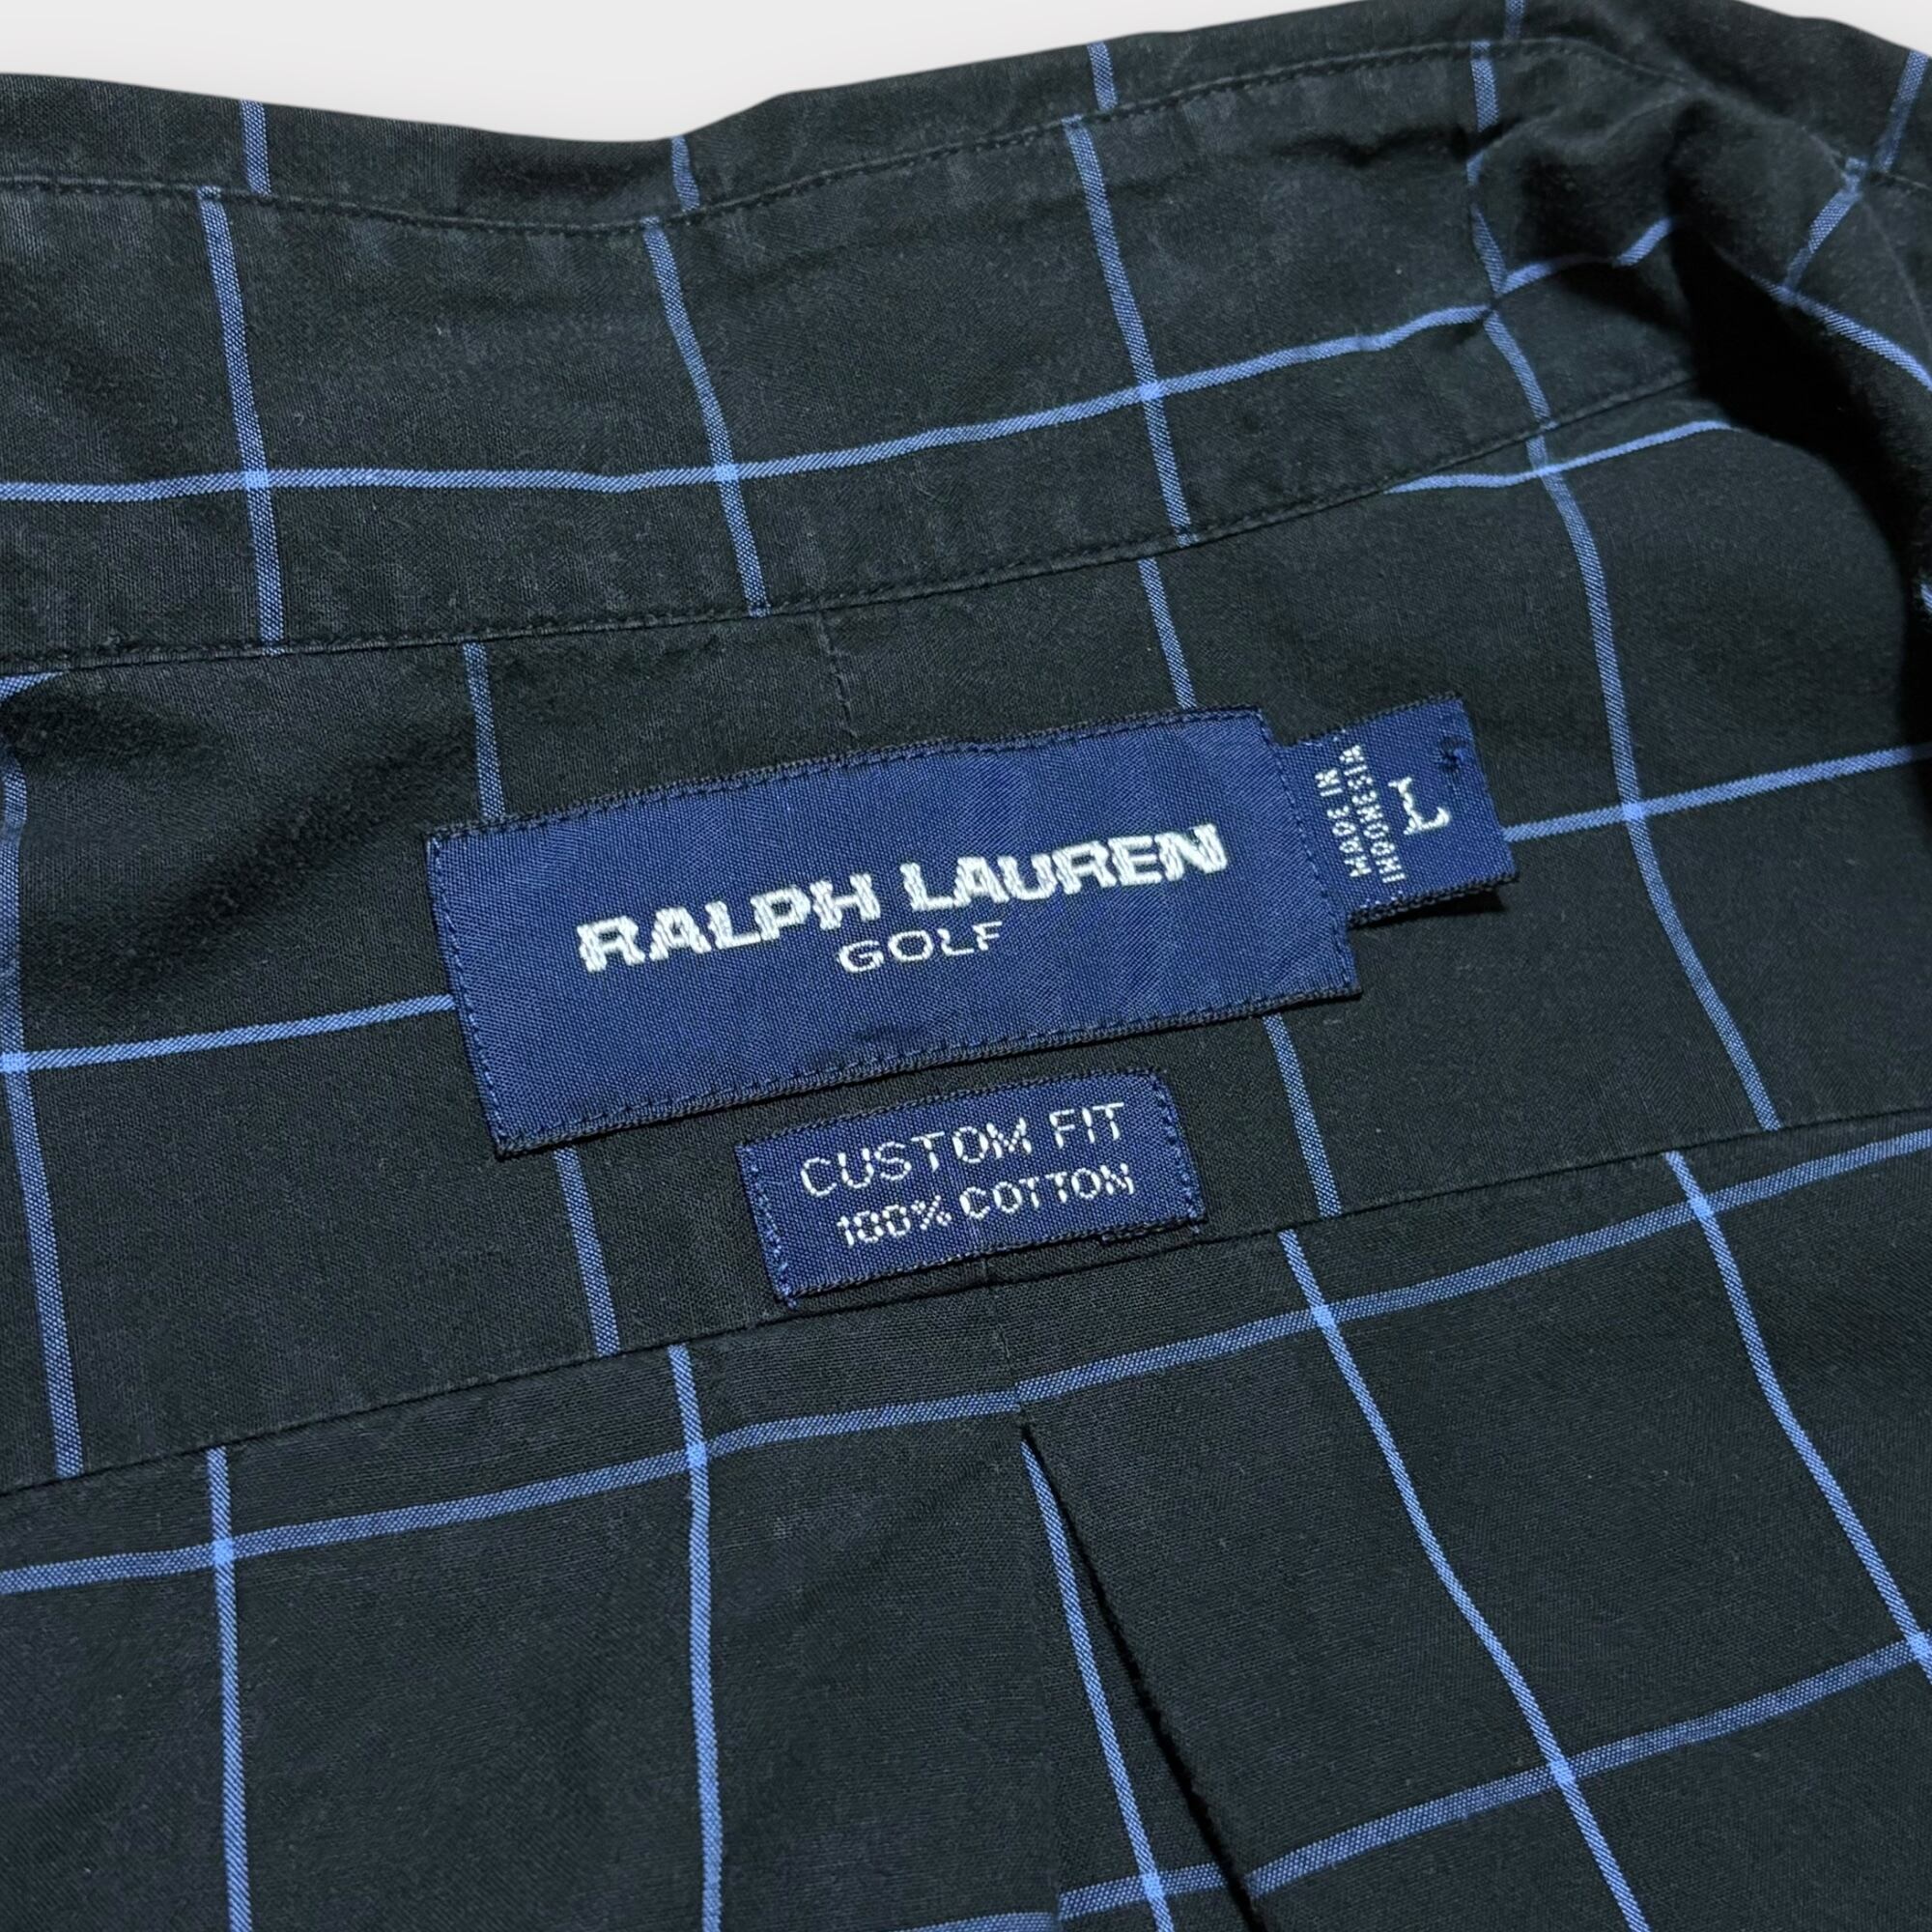 RALPH LAUREN
GOLF
MADE IN
INDONESIA
L
CUSTOM FIT
100% COTTON